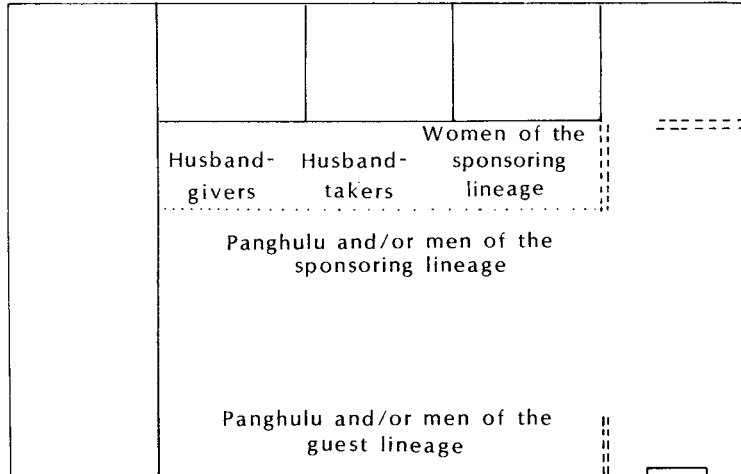 Women of the
Husband- Husband- sponsoring
givers takers lineage
Panghulu and/or men of the
sponsoring lineage
Panghulu and/or men of the
guest lineage